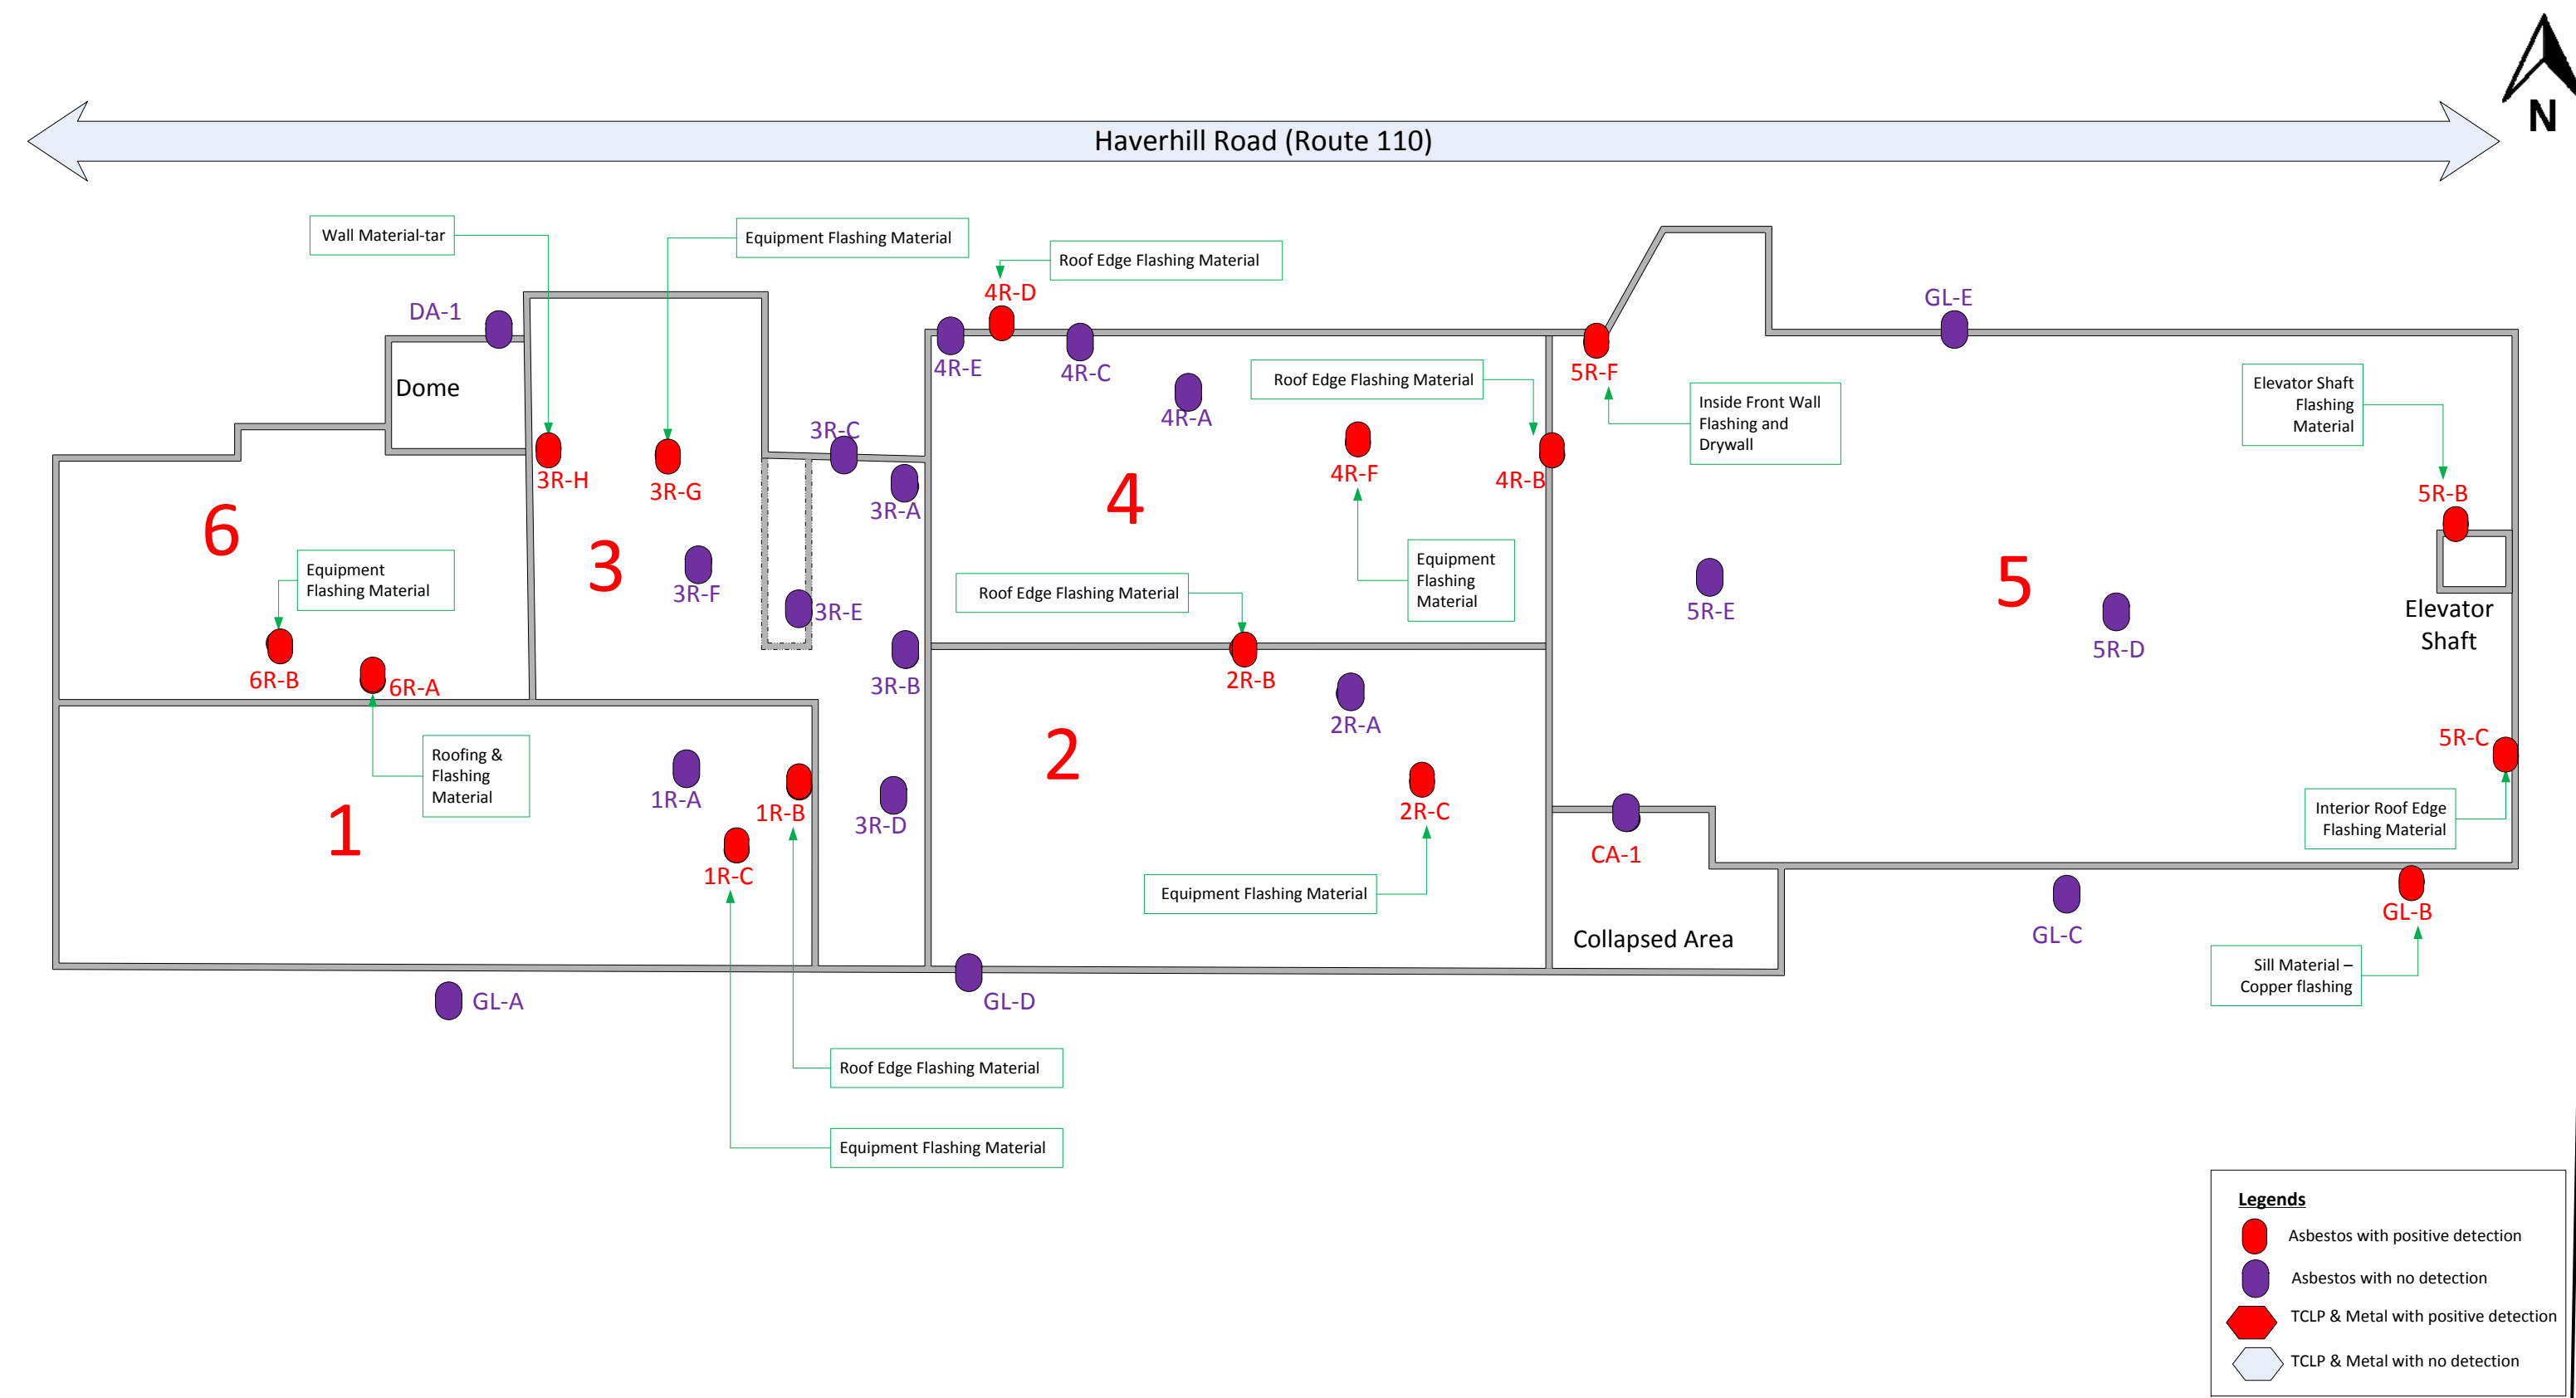 N
Haverhill Road (Route 110)
Wall Material-tar
Equipment Flashing Material
Roof Edge Flashing Material
DA-1
4R-D
GL-E
Dome
4R-E
4R-C
4R-A
Roof Edge Flashing Material
5R-F
Inside Front Wall
Flashing and
Drywall
Elevator Shaft
Flashing
Material
3R-C
3R-H
3R-G
3R-A
4
4R-F
4R-B
5R-B
6
3
Equipment
Flashing Material
3R-F
3R-E
Roof Edge Flashing Material
Equipment
Flashing
Material
5R-E
5
5R-D
Elevator
Shaft
6R-B
6R-A
3R-B
2R-B
2R-A
2
5R-C
Roofing &
Flashing
Material
1
1R-A
1R-B
3R-D
2R-C
1R-C
CA-1
Interior Roof Edge
Flashing Material
Equipment Flashing Material
Collapsed Area
GL-C
GL-B
Sill Material –
Copper flashing
GL-A
GL-D
Roof Edge Flashing Material
Equipment Flashing Material
Legends
Asbestos with positive detection
Asbestos with no detection
TCLP & Metal with positive detection
TCLP & Metal with no detection